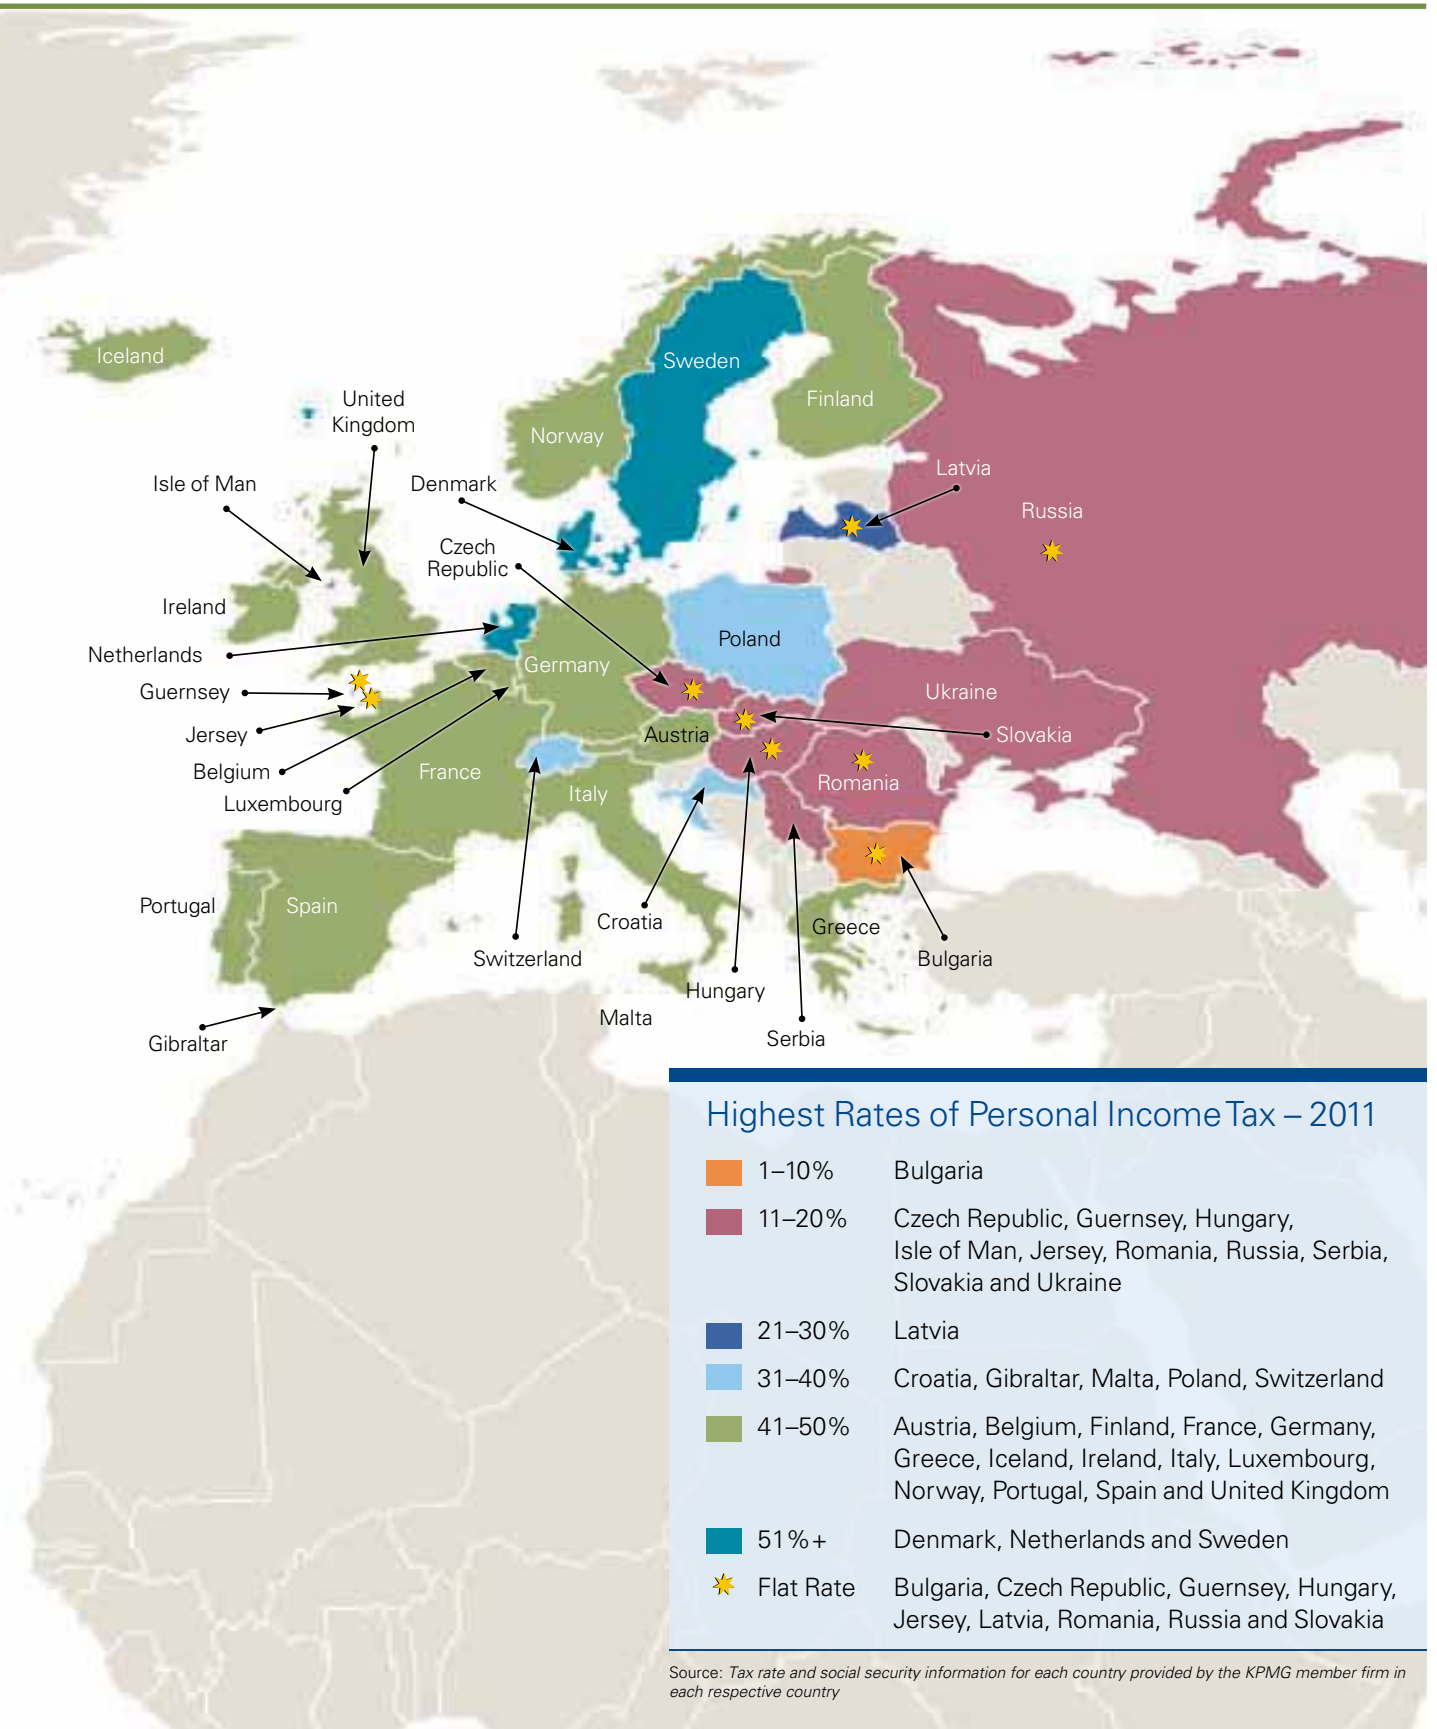 Iceland
United
Kingdom
Sweden
Finland
Norway
Isle of Man
Denmark
Latvia
Russia
Czech
Republic
Ireland
Poland
Netherlands
Germany
Guernsey
Ukraine
Jersey
Austria
Slovakia
Belgium
France
Luxembourg
Italy
Romania
Portugal
Spain
Croatia
Greece
Switzerland
Bulgaria
Hungary
Malta
Serbia
Gibraltar
Highest Rates of Personal Income Tax – 2011
1–10% Bulgaria
11–20% Czech Republic, Guernsey, Hungary,
Isle of Man, Jersey, Romania, Russia, Serbia,
Slovakia and Ukraine
21–30% Latvia
31–40% Croatia, Gibraltar, Malta, Poland, Switzerland
41–50% Austria, Belgium, Finland, France, Germany,
Greece, Iceland, Ireland, Italy, Luxembourg,
Norway, Portugal, Spain and United Kingdom
51%+ Denmark, Netherlands and Sweden
Flat Rate Bulgaria, Czech Republic, Guernsey, Hungary,
Jersey, Latvia, Romania, Russia and Slovakia
Source: Tax rate and social security information for each country provided by the KPMG member firm in
each respective country